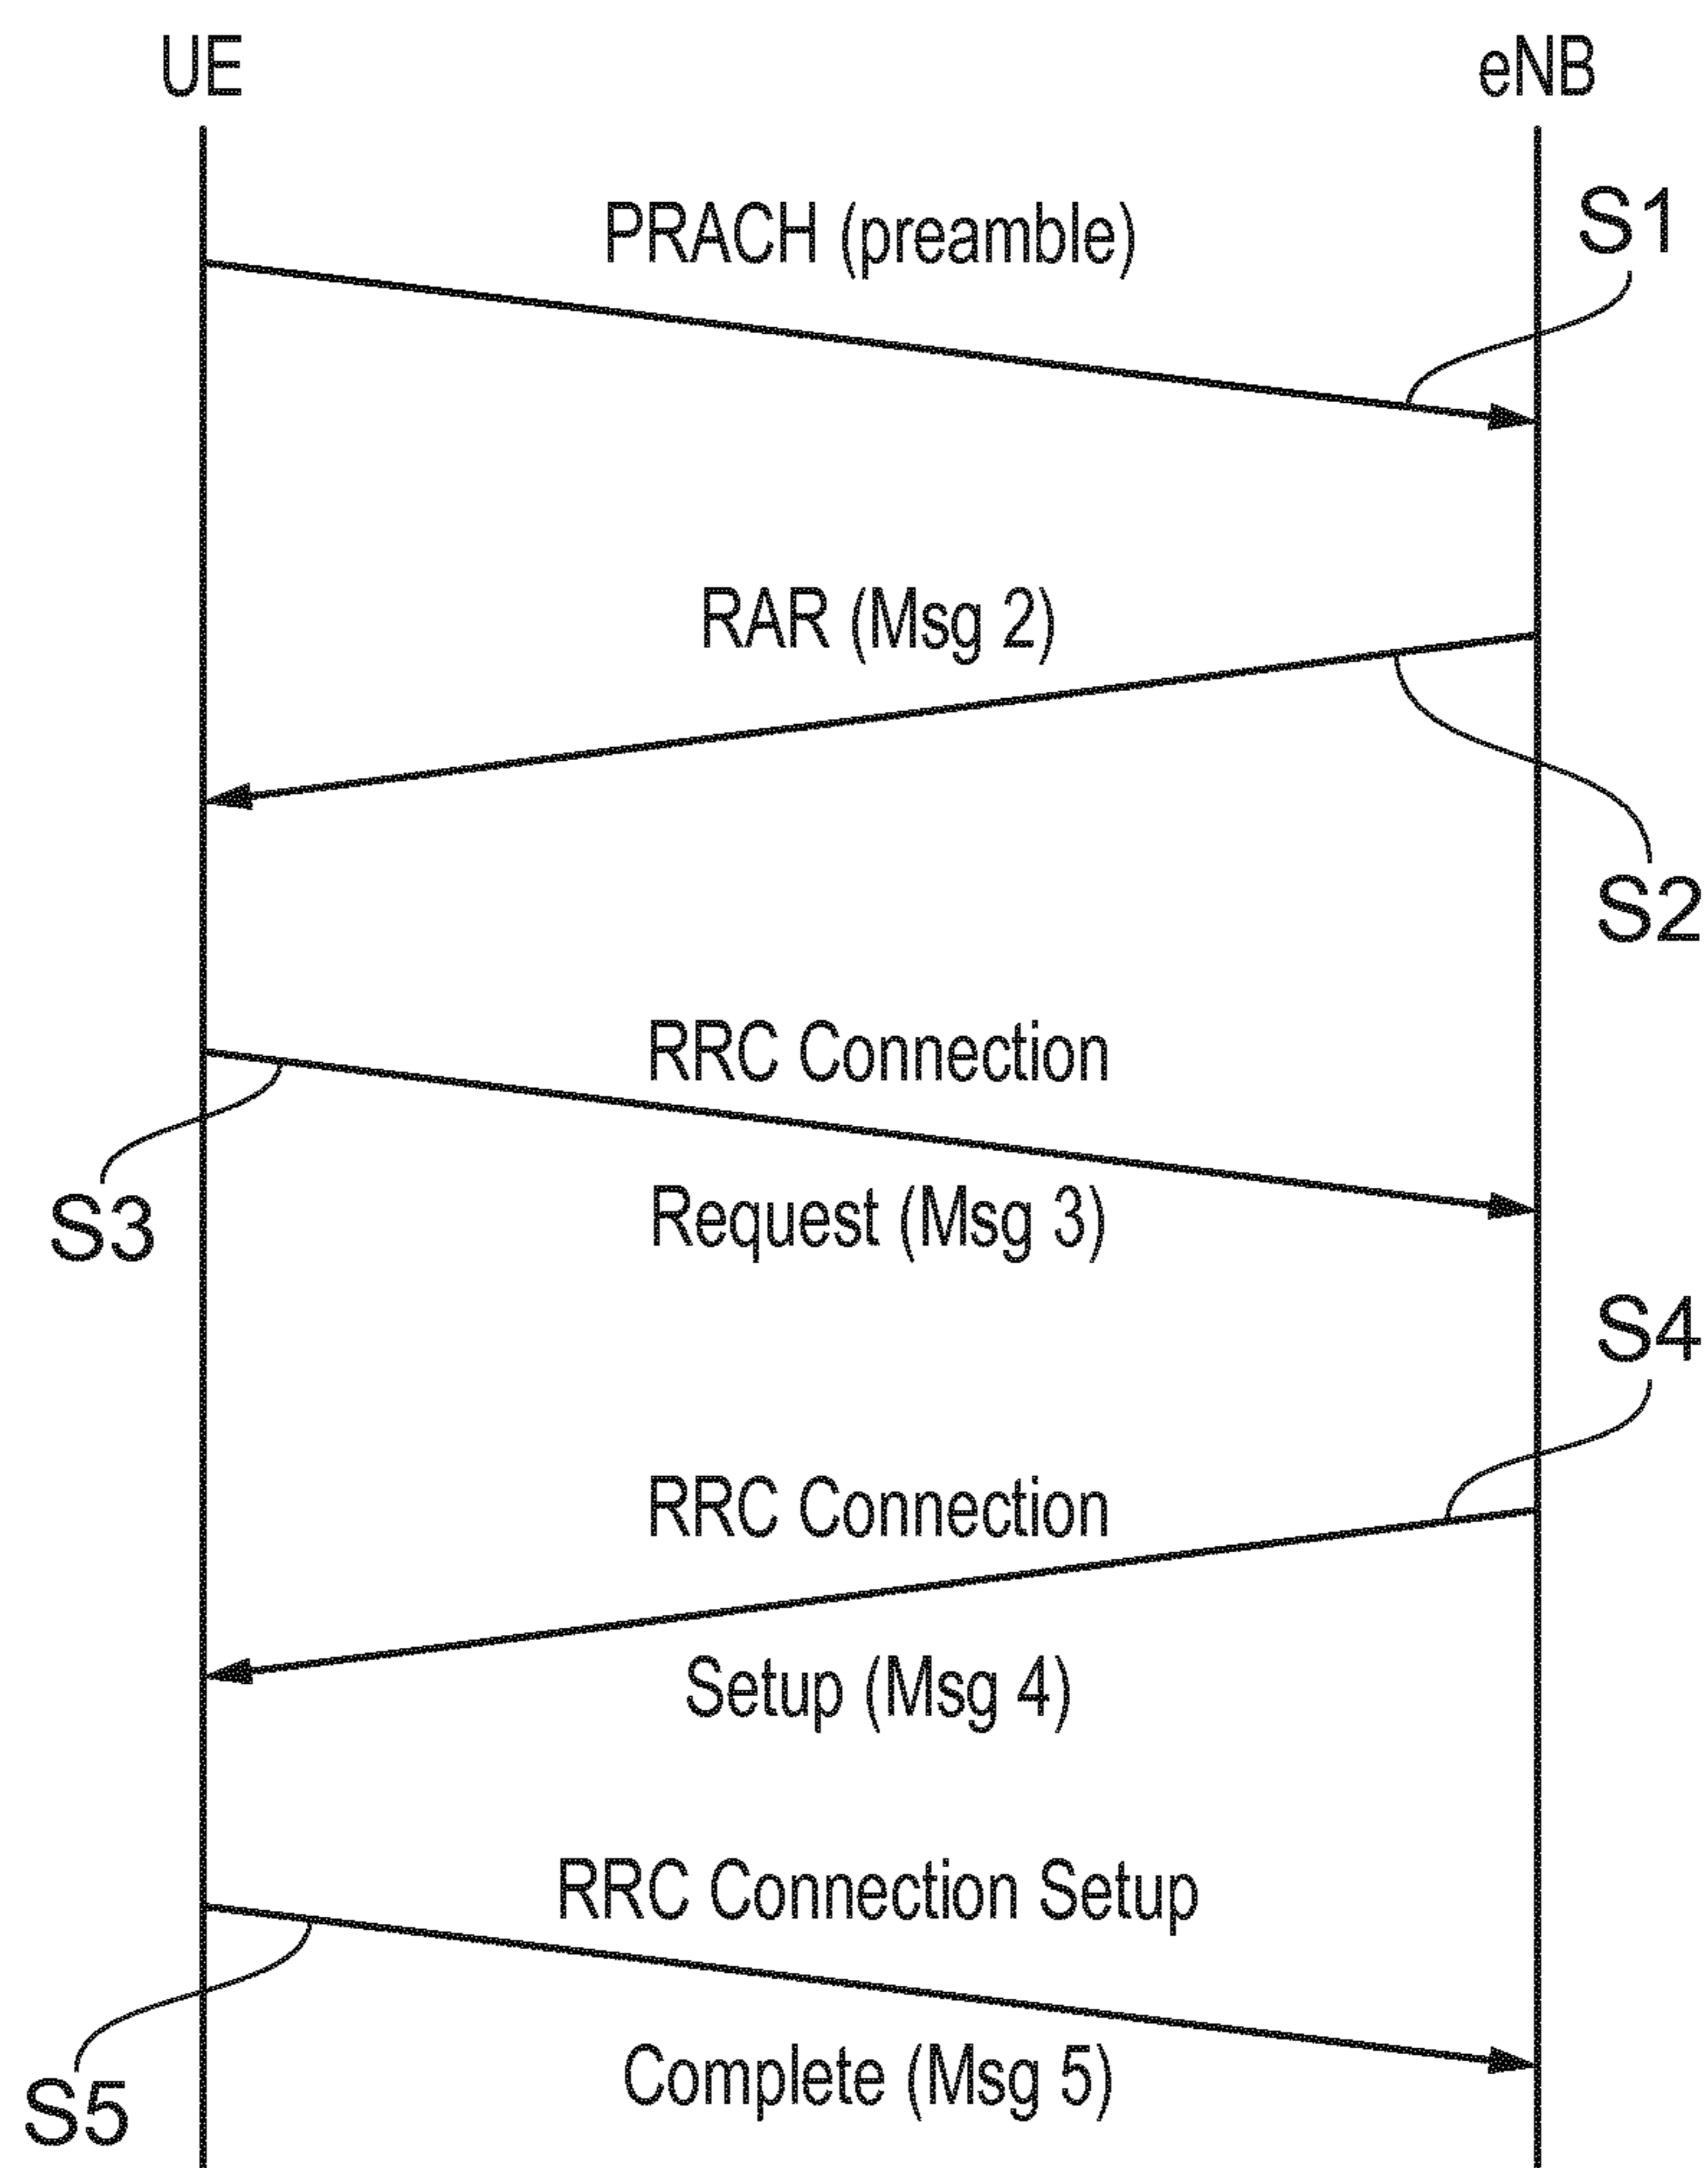 UE
eNB
PRACH (preamble)
S1
RAR (Msg 2)
S2
RRC Connection
Request (Msg 3)
S3
S4
RRC Connection
Setup (Msg 4)
RRC Connection Setup
Complete (Msg 5)
S5